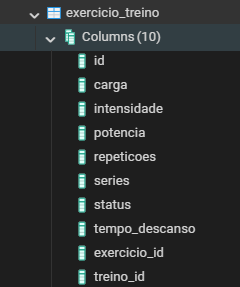 exercicio_treino
Columns (10)
id
carga
intensidade
potencia
repeticoes
series
status
tempo_descanso
exercicio_id
treino_id